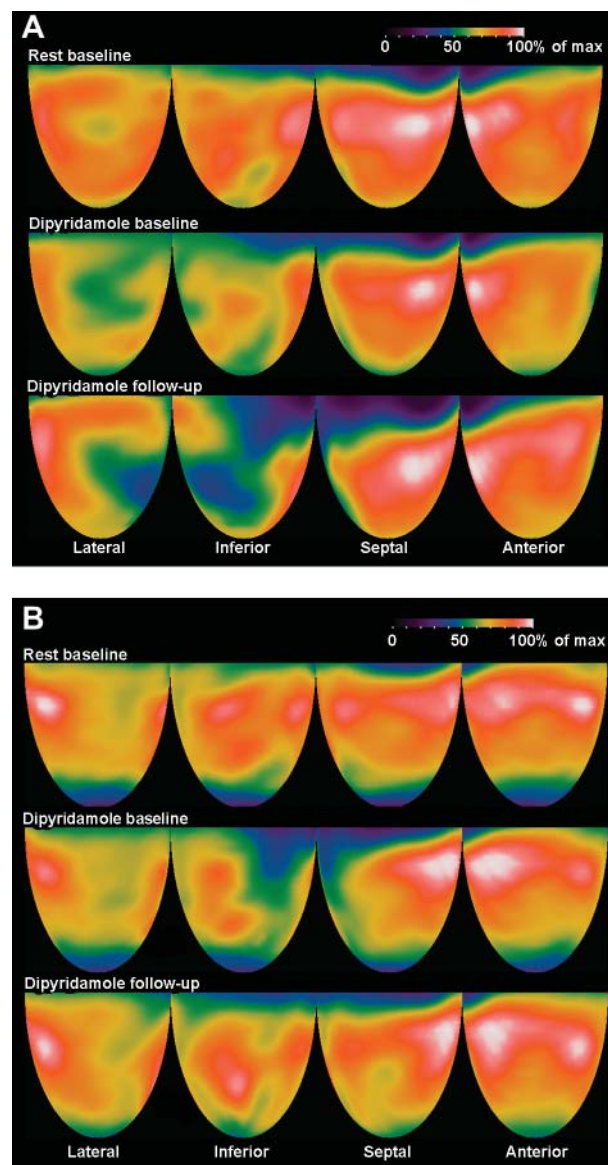 A
0 50 100% of max
Rest baseline
Dipyridamole baseline
Dipyridamole follow-up
Lateral Inferior Septal Anterior
B
0 50 100% of max
Rest baseline
Dipyridamole baseline
Dipyridamole follow-up
Lateral Inferior Septal Anterior